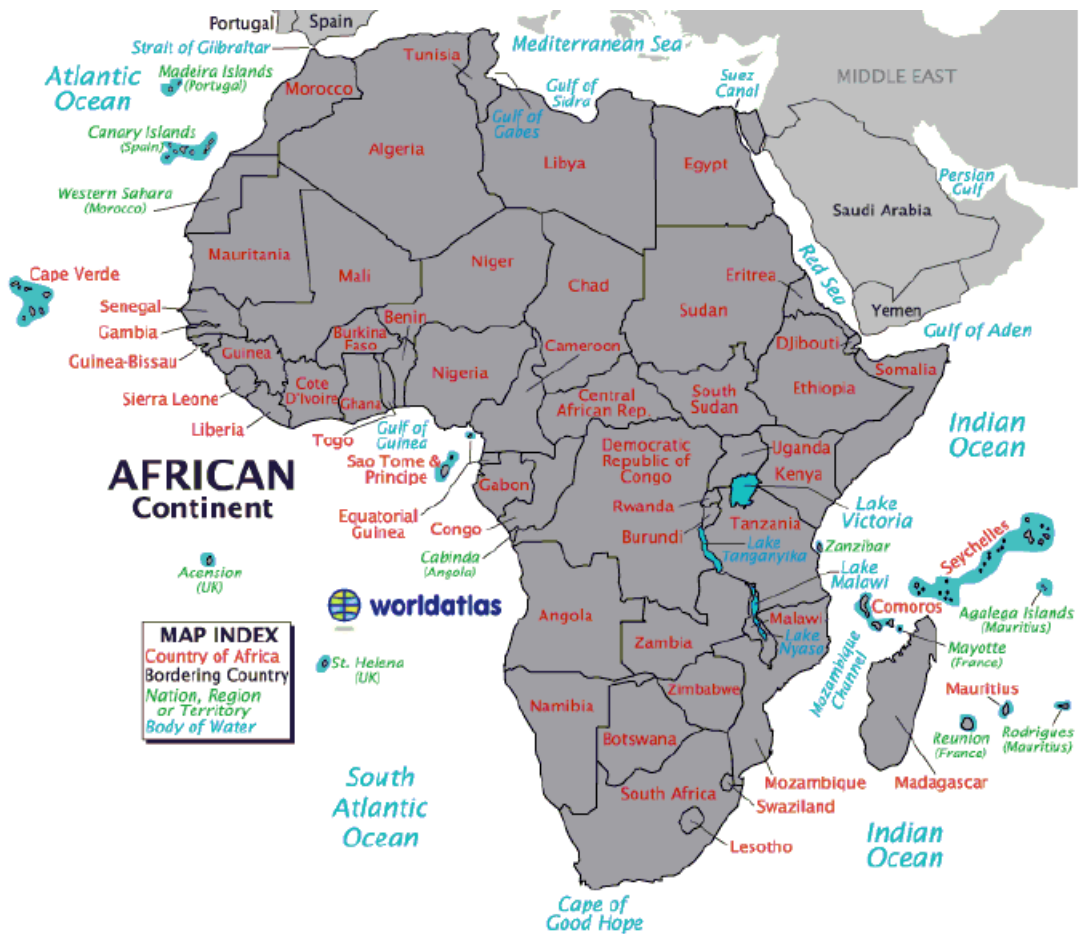 Portugal
Spain
Strait of Giibraltar
Mediterranean Sea
Atlantic
Ocean
Madeira Islands
(Portugal)
Tunisia
Gulf of
Sidra
Suez
Canal
MIDDLE EAST
Morocco
Gulf of
Gabes
Canary Islands
(Spain)
Algeria
Libya
Egypt
Persian
Gulf
Western Sahara
(Morocco)
Saudi Arabia
Mauritania
Mali
Niger
Chad
Red Sea
Cape Verde
Eritrea
Senegal
Sudan
Yemen
Gambia
Benin
Gulf of Aden
Burkina
Faso
Guinea-Bissau
Guinea
Cameroon
DJibouti
Somalia
Nigeria
Sierra Leone
Cote
D'Ivoire
Ghana
Central
African Rep.
South
Sudan
Ethiopia
Liberia
Togo
Gulf of
Guinea
Indian
Ocean
Democratic
Republic of
Congo
Uganda
Kenya
AFRICAN
Continent
Sao Tome &
Principe
Gabon
Rwanda
Lake
Victoria
Equatorial
Guinea
Congo
Burundi
Tanzania
Cabinda
(Angola)
Lake
Tanganyika
Zanzibar
Seychelles
Acension
(UK)
Lake
Malawi
worldatlas
Angola
Malawi
Comoros
Agalega Islands
(Mauritius)
MAP INDEX
Country of Africa
Bordering Country
Nation, Region
or Territory
Body of Water
Zambia
Lake
Nyasa
Mayotte
(France)
St. Helena
(UK)
Mozambique
Channel
Zimbabwe
Mauritius
Namibia
Botswana
Reunion
(France)
Rodrigues
(Mauritius)
South
Atlantic
Ocean
South Africa
Mozambique
Swaziland
Madagascar
Lesotho
Indian
Ocean
Cape of
Good Hope